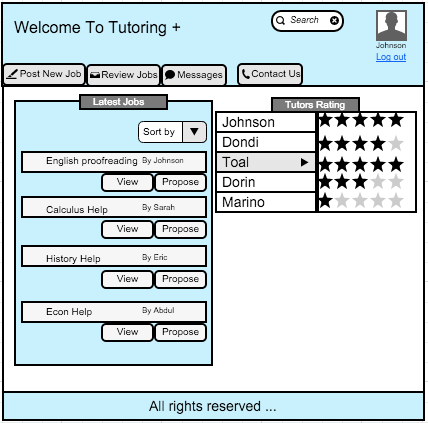 Welcome To Tutoring +
Search
Johnson
Log out
Post New Job
Review Jobs
Messages
Contact Us
Latest Jobs
Sort by
English proofreading By Johnson
View Propose
Calculus Help By Sarah
View Propose
History Help By Eric
View Propose
Econ Help By Abdul
View Propose
Tutors Rating
Johnson
Dondi
Toal
Dorin
Marino
All rights reserved ...